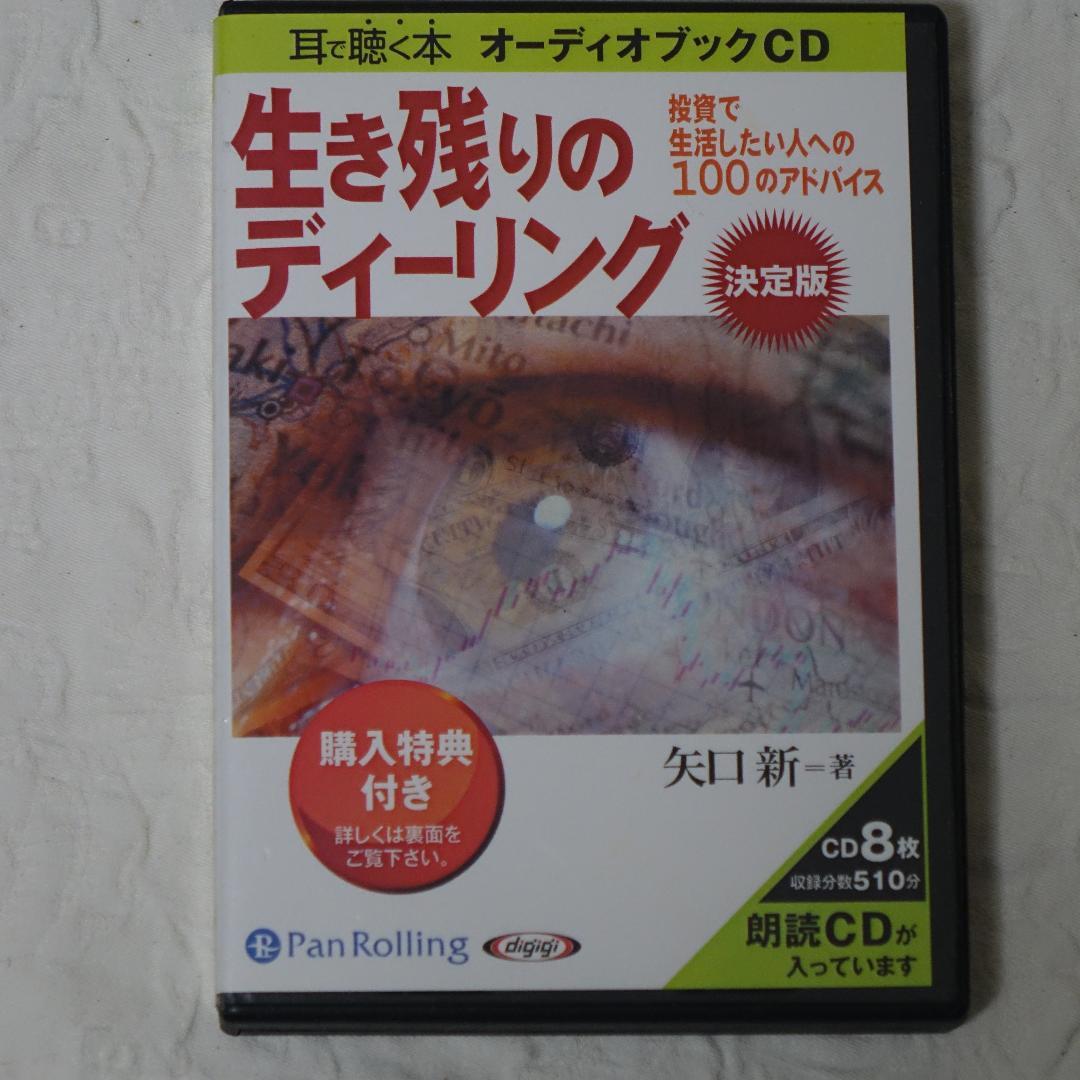 耳で聴く本 オーディオブックCD
生き残りの
ディーリング
投資で
生活したい人への
100のアドバイス
決定版
Mito
LONDON
購入特典
付き
詳しくは裏面を
ご覧下さい。
矢口 新=著
CD8枚
収録分数510分
朗読CDが
入っています
PanRolling
digigi